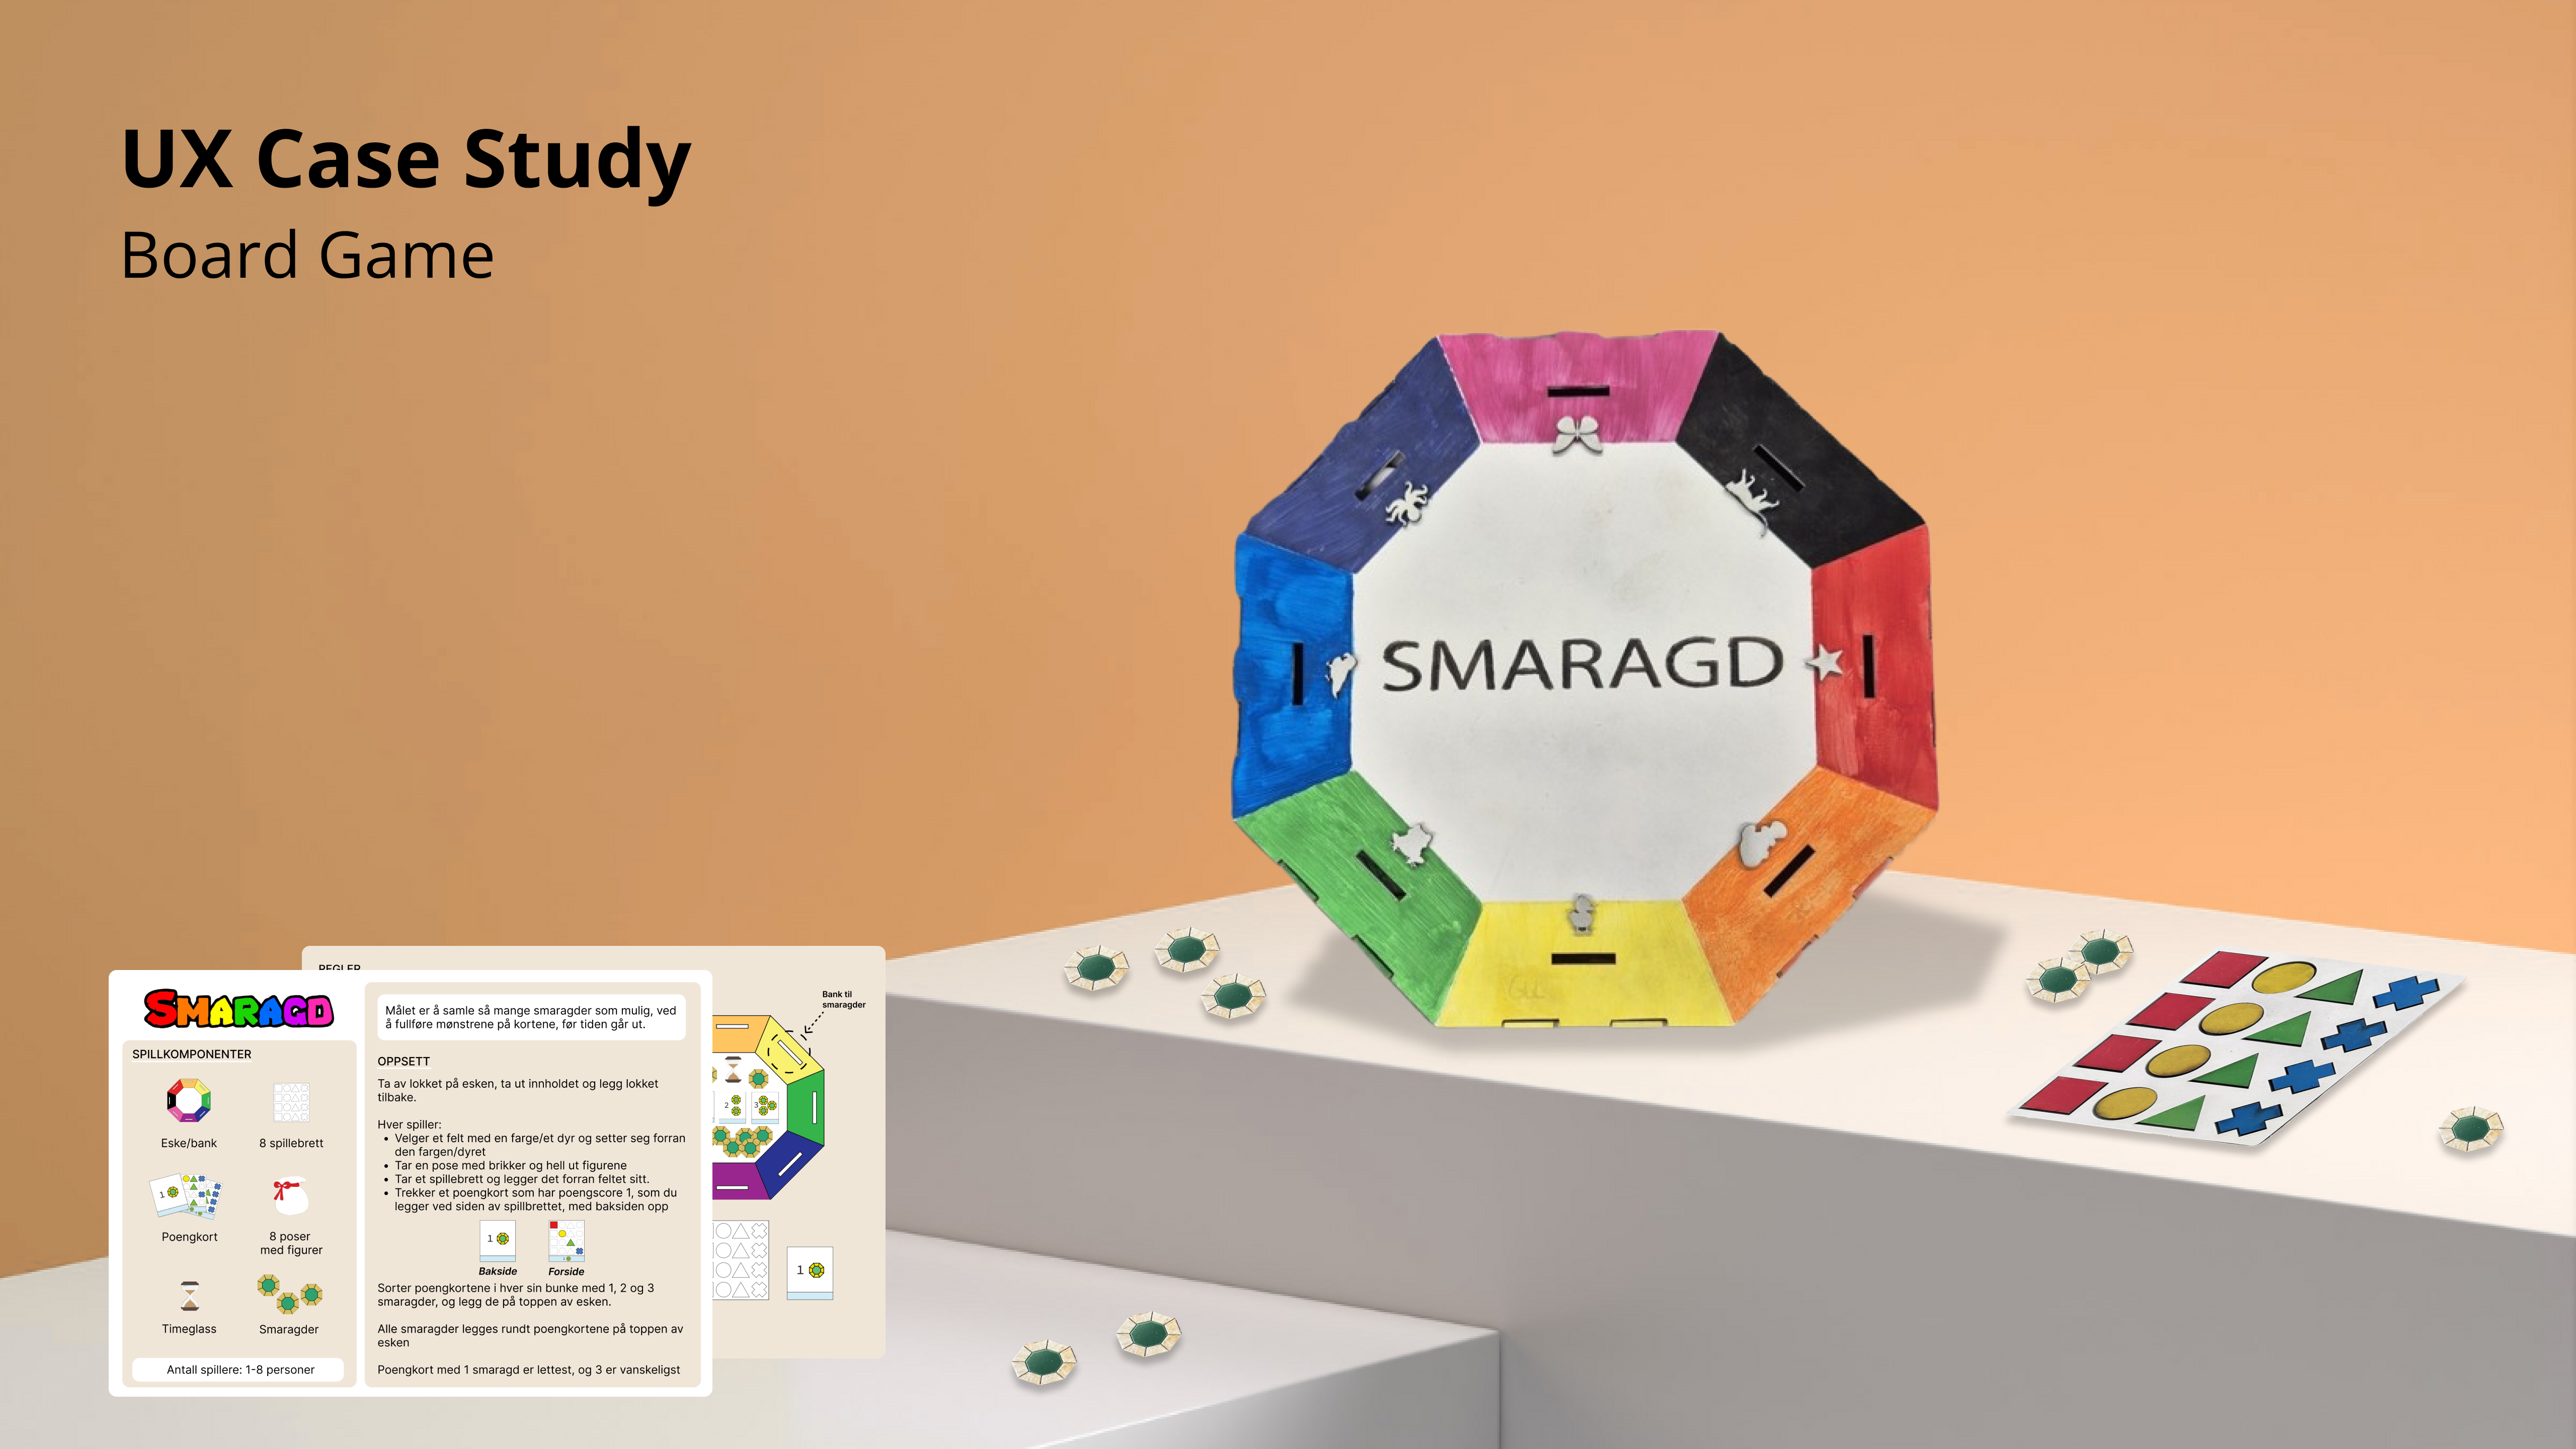 UX Case Study
Board Game
SMARAGD
REGLER
Bank til
smaragder
2
3
1
SMARAGD
SPILLKOMPONENTER
Eske/bank
8 spillebrett
1
Poengkort
8 poser
med figurer
Timeglass
Smaragder
Antall spillere: 1-8 personer
Målet er å samle så mange smaragder som mulig, ved
å fullføre mønstrene på kortene, før tiden går ut.
OPPSETT
Ta av lokket på esken, ta ut innholdet og legg lokket
tilbake.
Hver spiller:
• Velger et felt med en farge/et dyr og setter seg forran
den fargen/dyret
• Tar en pose med brikker og hell ut figurene
• Tar et spillebrett og legger det forran feltet sitt.
• Trekker et poengkort som har poengscore 1, som du
legger ved siden av spillbrettet, med baksiden opp
1
Bakside
Forside
Sorter poengkortene i hver sin bunke med 1, 2 og 3
smaragder, og legg de på toppen av esken.
Alle smaragder legges rundt poengkortene på toppen av
esken
Poengkort med 1 smaragd er lettest, og 3 er vanskeligst